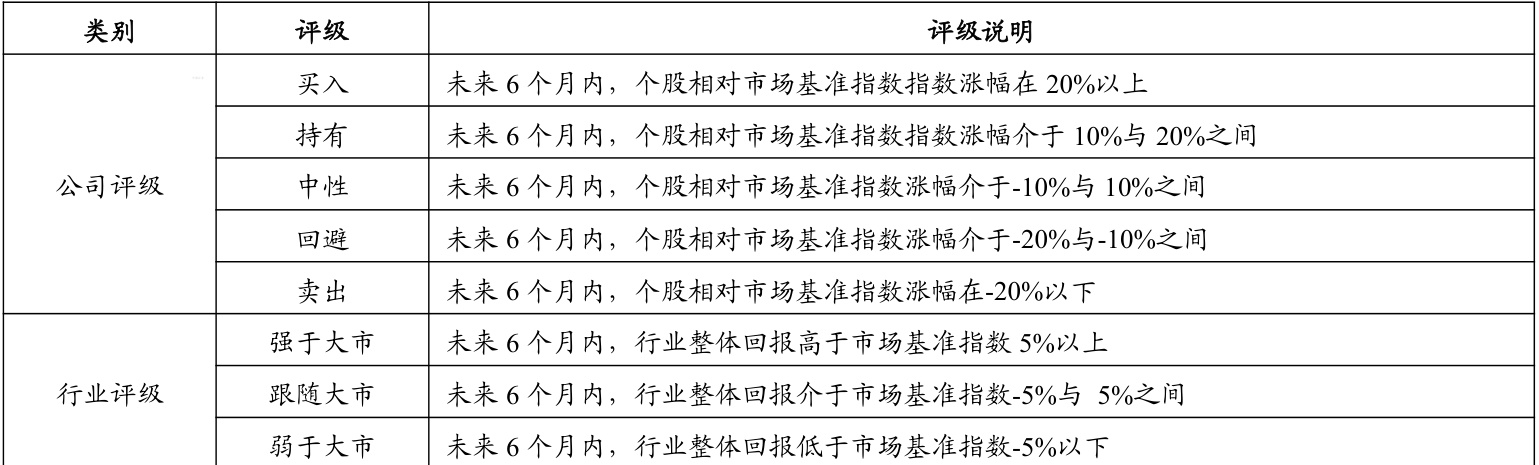 类别 评级 评级说明
公司评级
买入 未来 6 个月内，个股相对市场基准指数指数涨幅在 20%以上
持有 未来 6 个月内，个股相对市场基准指数指数涨幅介于 10%与 20%之间
中性 未来 6 个月内，个股相对市场基准指数涨幅介于-10%与 10%之间
回避 未来 6 个月内，个股相对市场基准指数涨幅介于-20%与-10%之间
卖出 未来 6 个月内，个股相对市场基准指数涨幅在-20%以下
行业评级
强于大市 未来 6 个月内，行业整体回报高于市场基准指数 5%以上
跟随大市 未来 6 个月内，行业整体回报介于市场基准指数-5%与 5%之间
弱于大市 未来 6 个月内，行业整体回报低于市场基准指数-5%以下